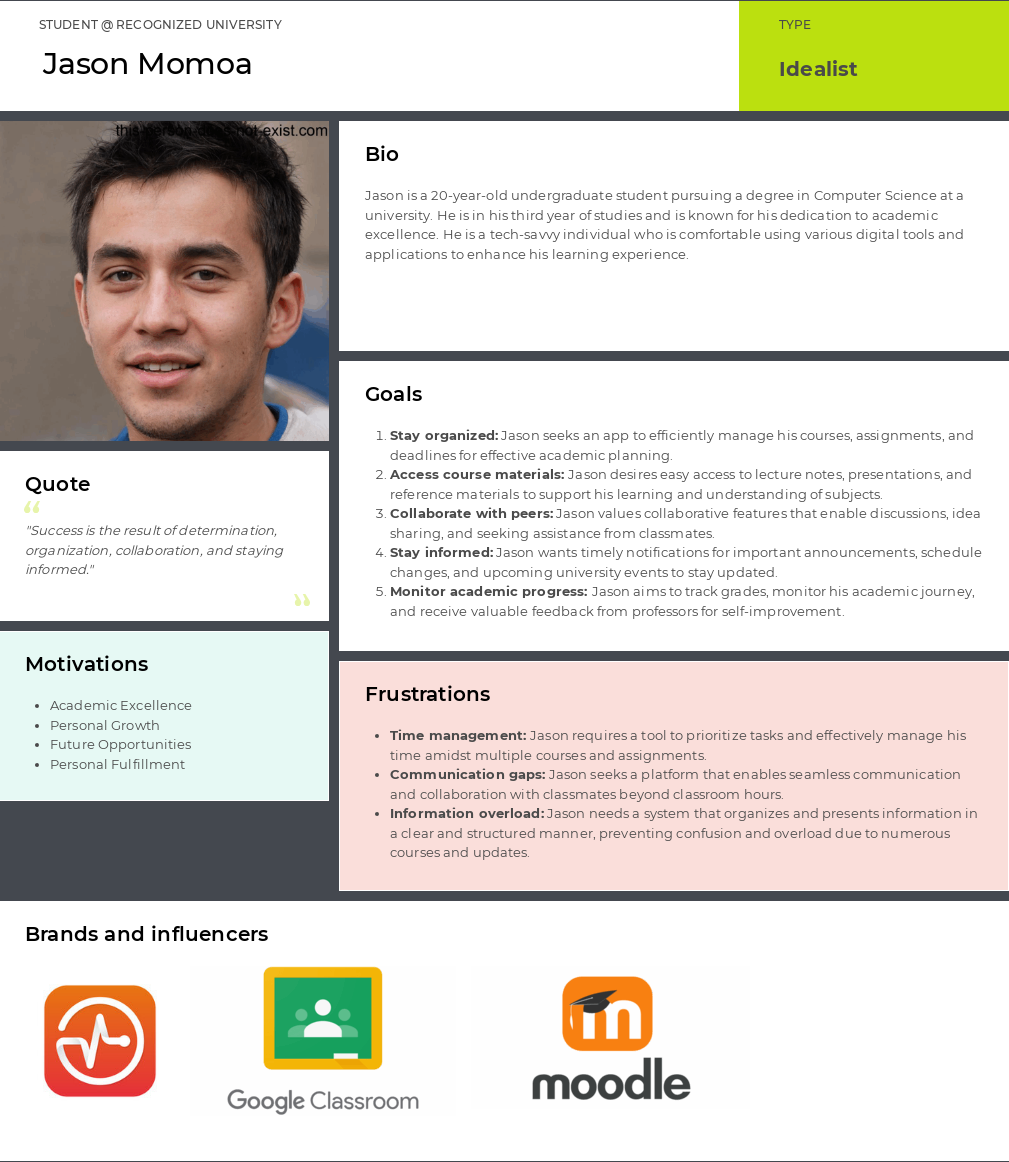 STUDENT @ RECOGNIZED UNIVERSITY
Jason Momoa
TYPE
Idealist
this-person-does-not-exist.com
Quote
"Success is the result of determination,
organization, collaboration, and staying
informed."
Motivations
• Academic Excellence
• Personal Growth
• Future Opportunities
• Personal Fulfillment
Bio
Jason is a 20-year-old undergraduate student pursuing a degree in Computer Science at a
university. He is in his third year of studies and is known for his dedication to academic
excellence. He is a tech-savvy individual who is comfortable using various digital tools and
applications to enhance his learning experience.
Goals
1. Stay organized: Jason seeks an app to efficiently manage his courses, assignments, and
deadlines for effective academic planning.
2. Access course materials: Jason desires easy access to lecture notes, presentations, and
reference materials to support his learning and understanding of subjects.
3. Collaborate with peers: Jason values collaborative features that enable discussions, idea
sharing, and seeking assistance from classmates.
4. Stay informed: Jason wants timely notifications for important announcements, schedule
changes, and upcoming university events to stay updated.
5. Monitor academic progress: Jason aims to track grades, monitor his academic journey,
and receive valuable feedback from professors for self-improvement.
Frustrations
• Time management: Jason requires a tool to prioritize tasks and effectively manage his
time amidst multiple courses and assignments.
• Communication gaps: Jason seeks a platform that enables seamless communication
and collaboration with classmates beyond classroom hours.
• Information overload: Jason needs a system that organizes and presents information in
a clear and structured manner, preventing confusion and overload due to numerous
courses and updates.
Brands and influencers
Google Classroom
m
moodle